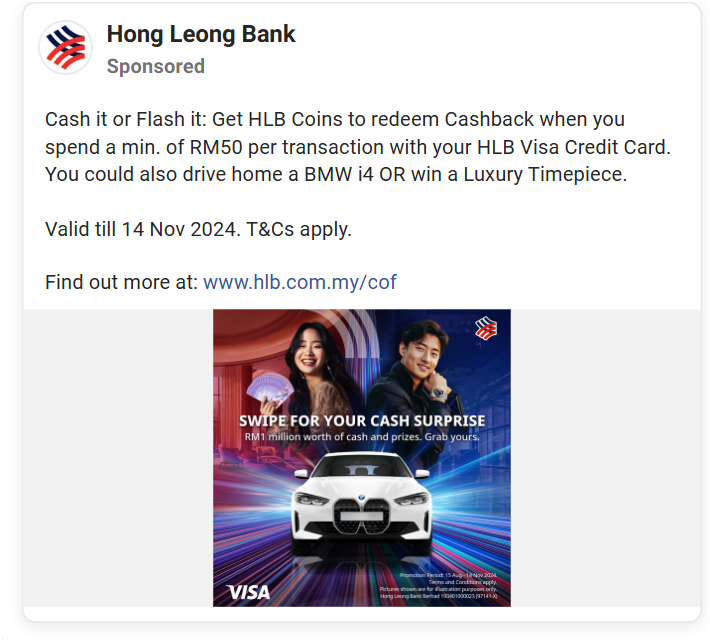 Hong Leong Bank
Sponsored
Cash it or Flash it: Get HLB Coins to redeem Cashback when you
spend a min. of RM50 per transaction with your HLB Visa Credit Card.
You could also drive home a BMW i4 OR win a Luxury Timepiece.
Valid till 14 Nov 2024. T&Cs apply.
Find out more at: www.hlb.com.my/cof
SWIPE FOR YOUR CASH SURPRISE
RM1 million worth of cash and prizes. Grab yours.
Promotion Period: 15 Aug - 14 Nov 2024.
Terms and Conditions apply.
Pictures shown are for illustration purposes only.
Hong Leong Bank Berhad 193401000023 (97141-X)
VISA